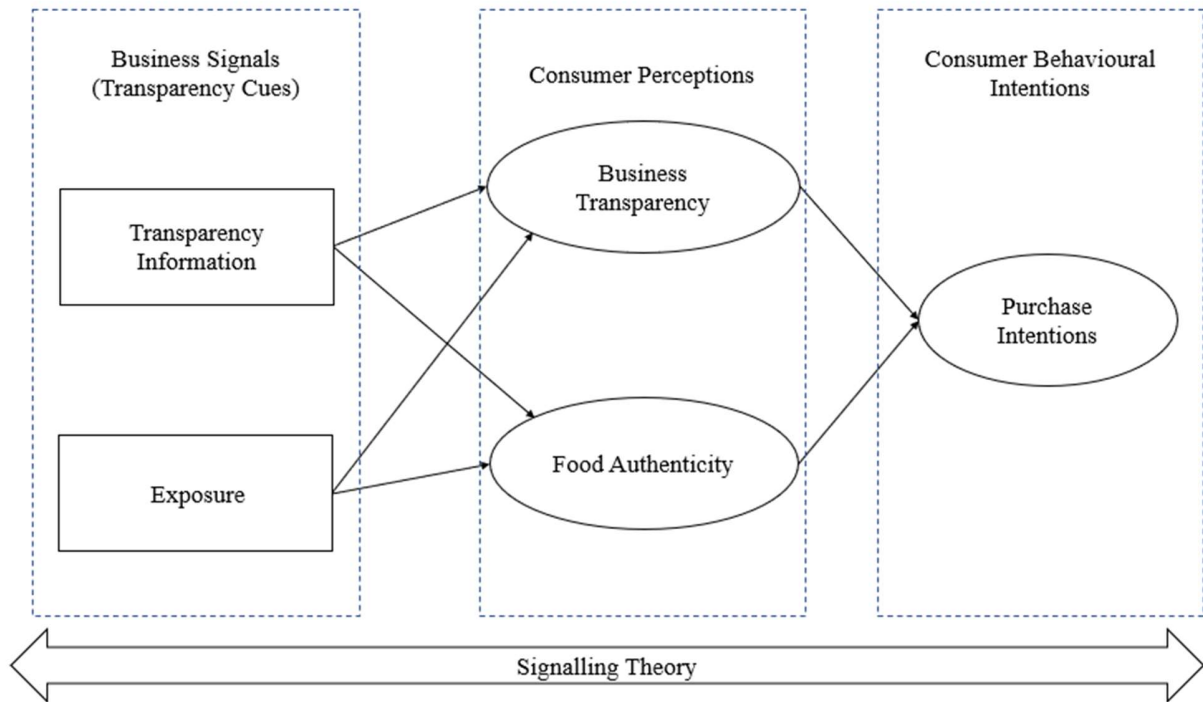 Business Signals
(Transparency Cues)
Consumer Perceptions
Consumer Behavioural
Intentions
Business
Transparency
Transparency
Information
Purchase
Intentions
Food Authenticity
Exposure
Signalling Theory